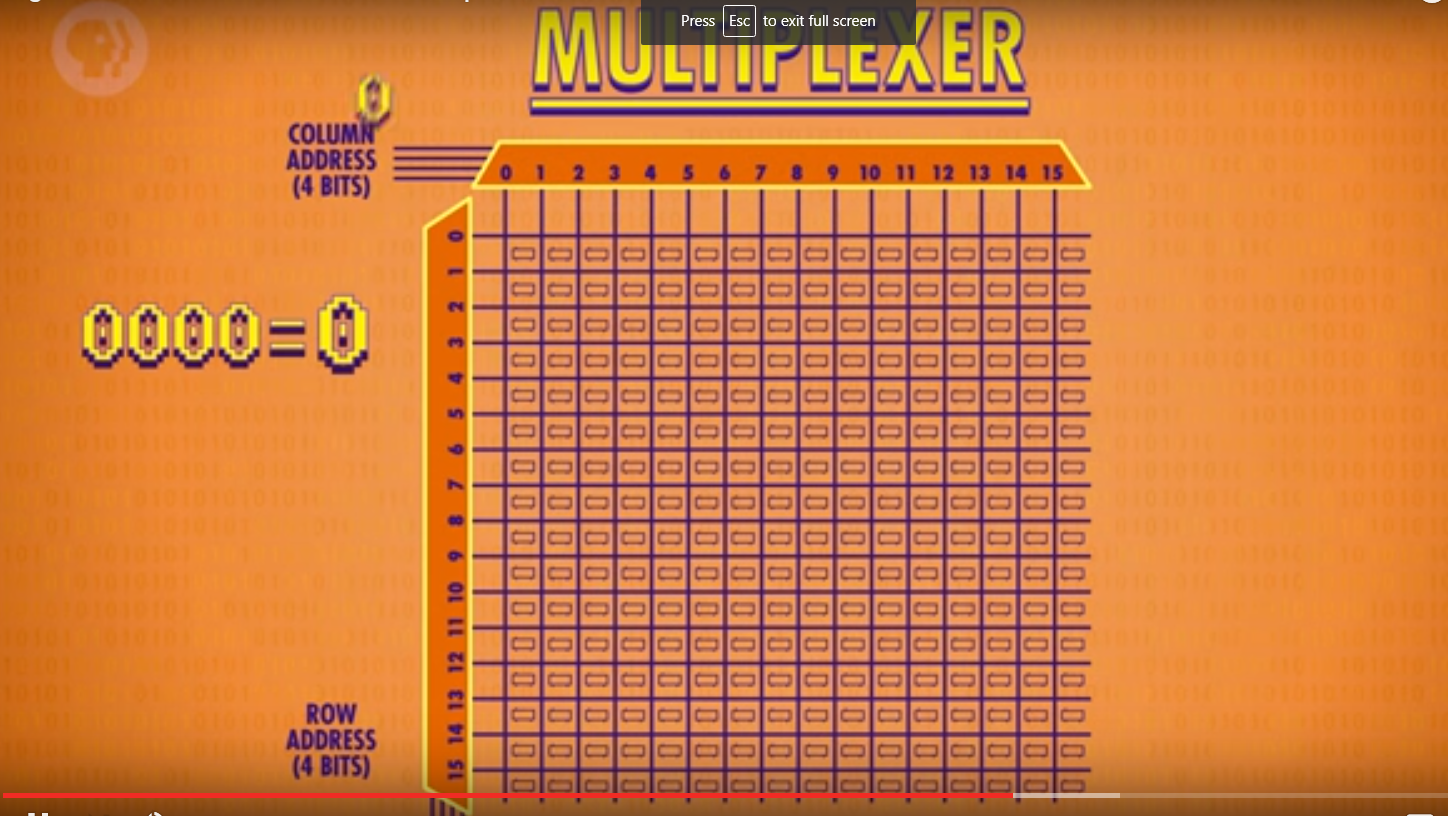 Press Esc to exit full screen
MULTIPLEXER
0
COLUMN
ADDRESS
(4 BITS)
0 1 2 3 4 5 6 7 8 9 10 11 12 13 14 15
0
1
2
3
4
5
6
7
8
9
10
11
12
13
14
15
0000=0
ROW
ADDRESS
(4 BITS)